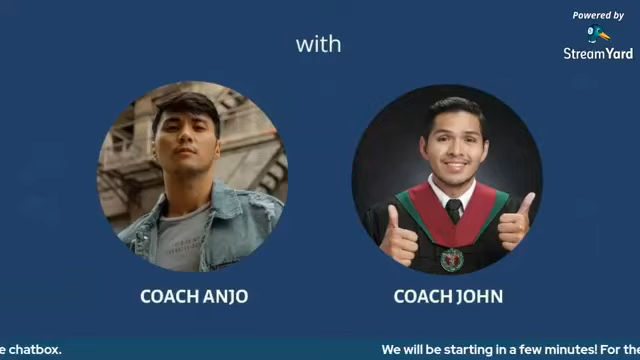 Powered by
StreamYard
with
COACH ANJO
COACH JOHN
e chatbox.
We will be starting in a few minutes! For the